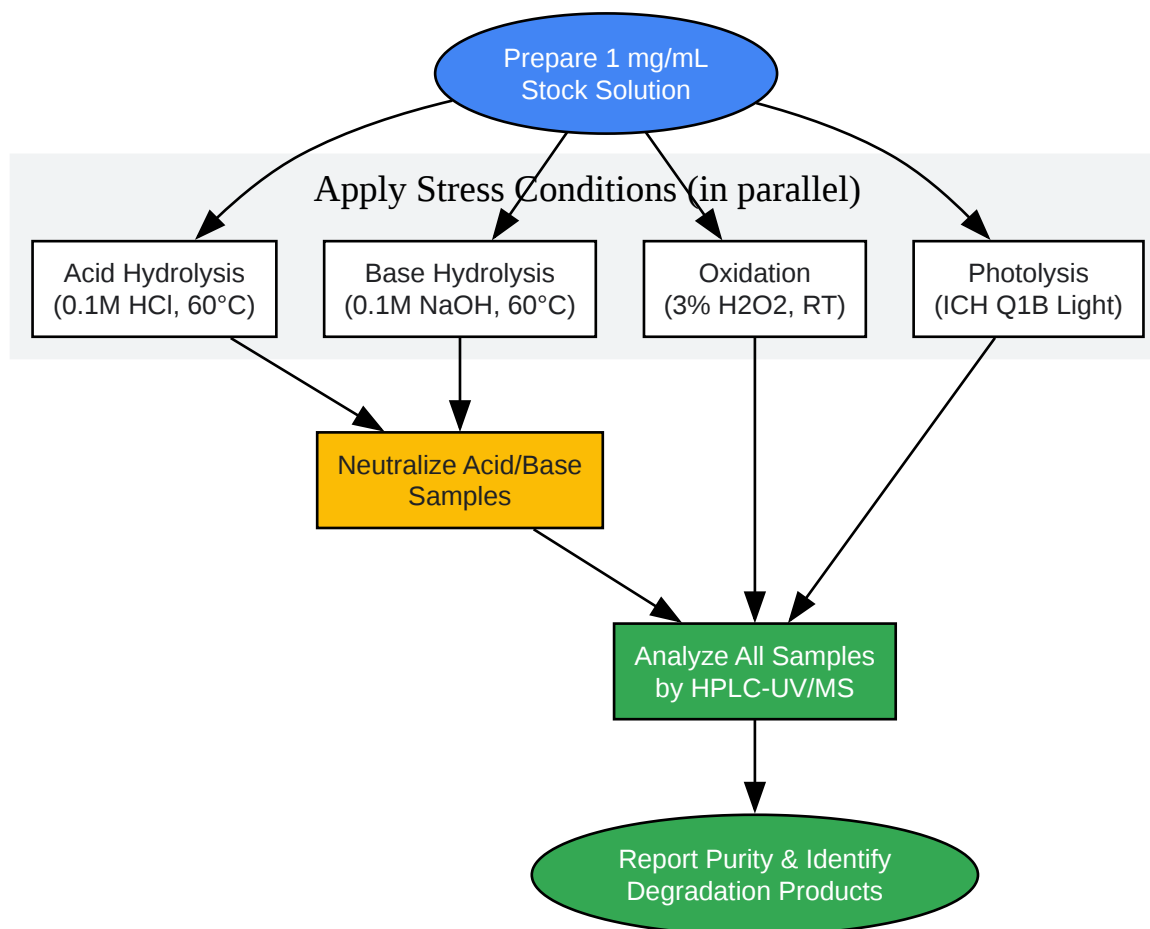 Prepare 1 mg/mL
Stock Solution
Apply Stress Conditions (in parallel)
Acid Hydrolysis
(0.1M HCl, 60°C)
Base Hydrolysis
(0.1M NaOH, 60°C)
Oxidation
(3% H2O2, RT)
Photolysis
(ICH Q1B Light)
Neutralize Acid/Base
Samples
Analyze All Samples
by HPLC-UV/MS
Report Purity & Identify
Degradation Products